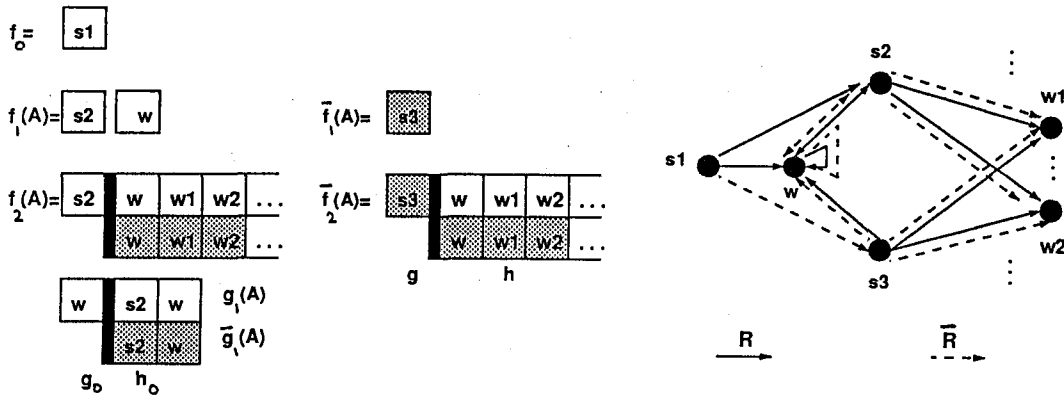 f₀= s1
f₁(A)= s2 w
f̄₁(A)= s3
f₂(A)= s2 w w1 w2 ...
w w1 w2 ...
f̄₂(A)= s3 w w1 w2 ...
w w1 w2 ...
g h
w s2 w g₁(A)
s2 w ḡ₁(A)
g₀ h₀
s1
s2
w
s3
w1
w2
R
R̄